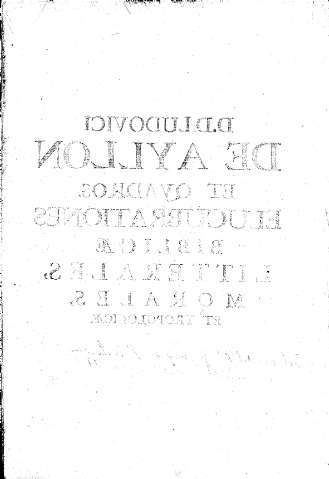 D.D. LUDOVICI
DE AYLLON
ET QVADROS,
ELUCUBRATIONES
BIBLICÆ
LITTERALES,
MORALES,
ET TROPOLOGICÆ.